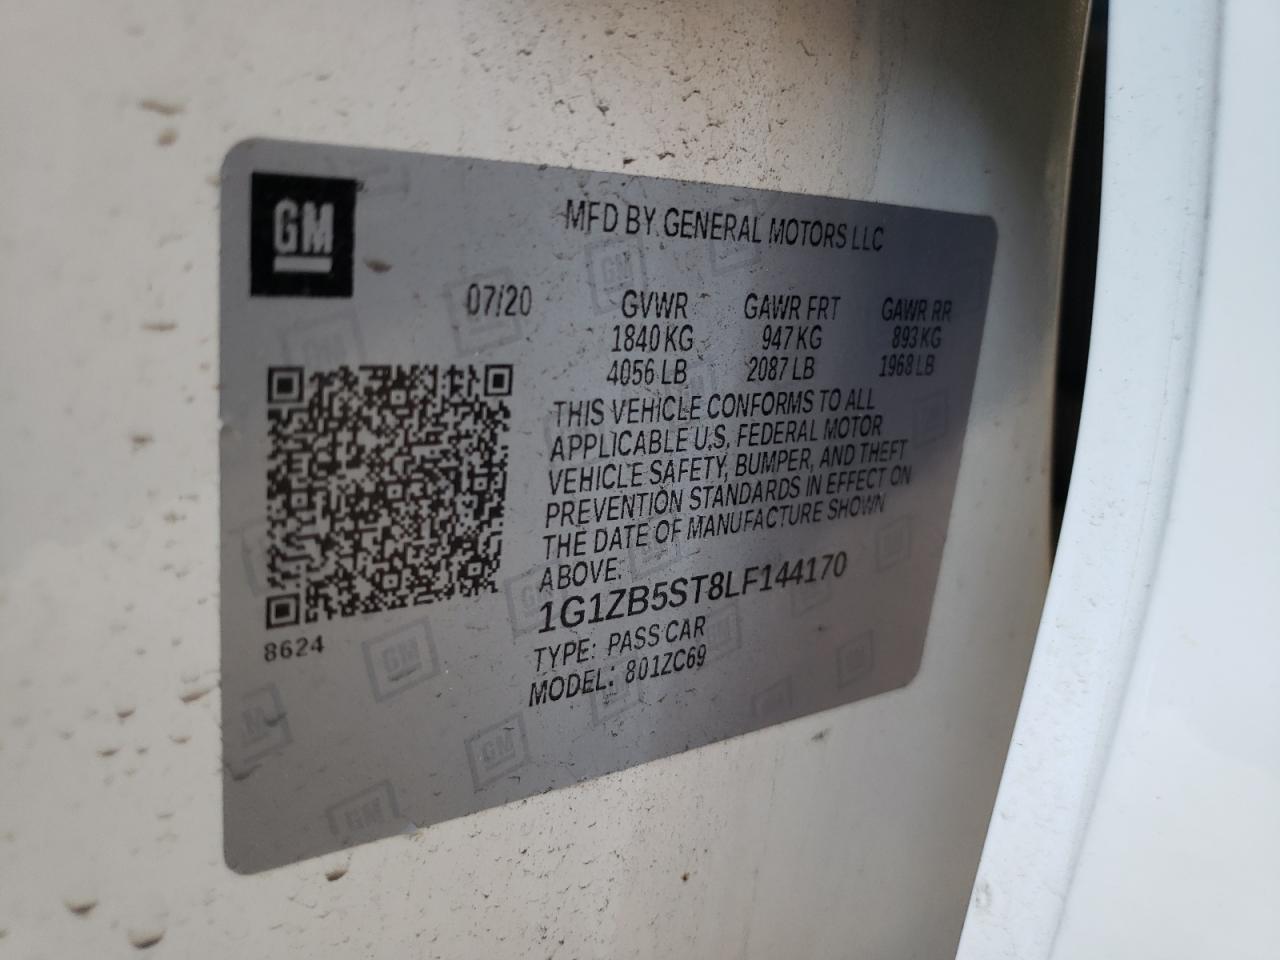 GM
MFD BY GENERAL MOTORS LLC
07/20 GVWR GAWR FRT GAWR RR
1840 KG 947 KG 893 KG
4056 LB 2087 LB 1968 LB
THIS VEHICLE CONFORMS TO ALL
APPLICABLE U.S. FEDERAL MOTOR
VEHICLE SAFETY, BUMPER, AND THEFT
PREVENTION STANDARDS IN EFFECT ON
THE DATE OF MANUFACTURE SHOWN
ABOVE.
1G1ZB5ST8LF144170
TYPE: PASS CAR
MODEL: 801ZC69
8624